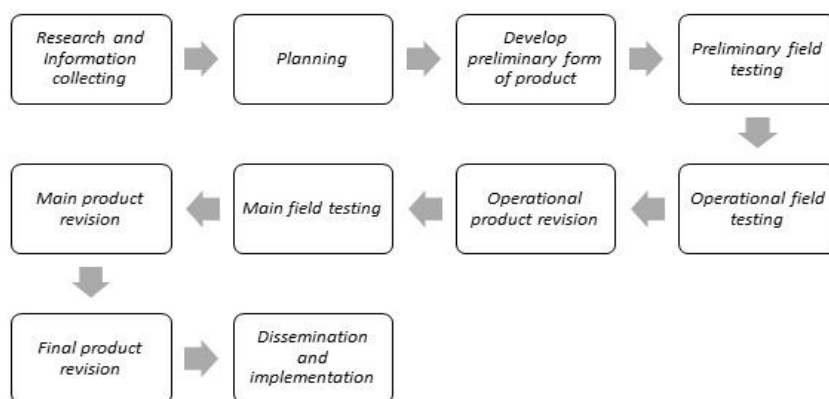 Research and
Information
collecting
Planning
Develop
preliminary form
of product
Preliminary field
testing
Operational field
testing
Operational
product revision
Main field testing
Main product
revision
Final product
revision
Dissemination
and
implementation